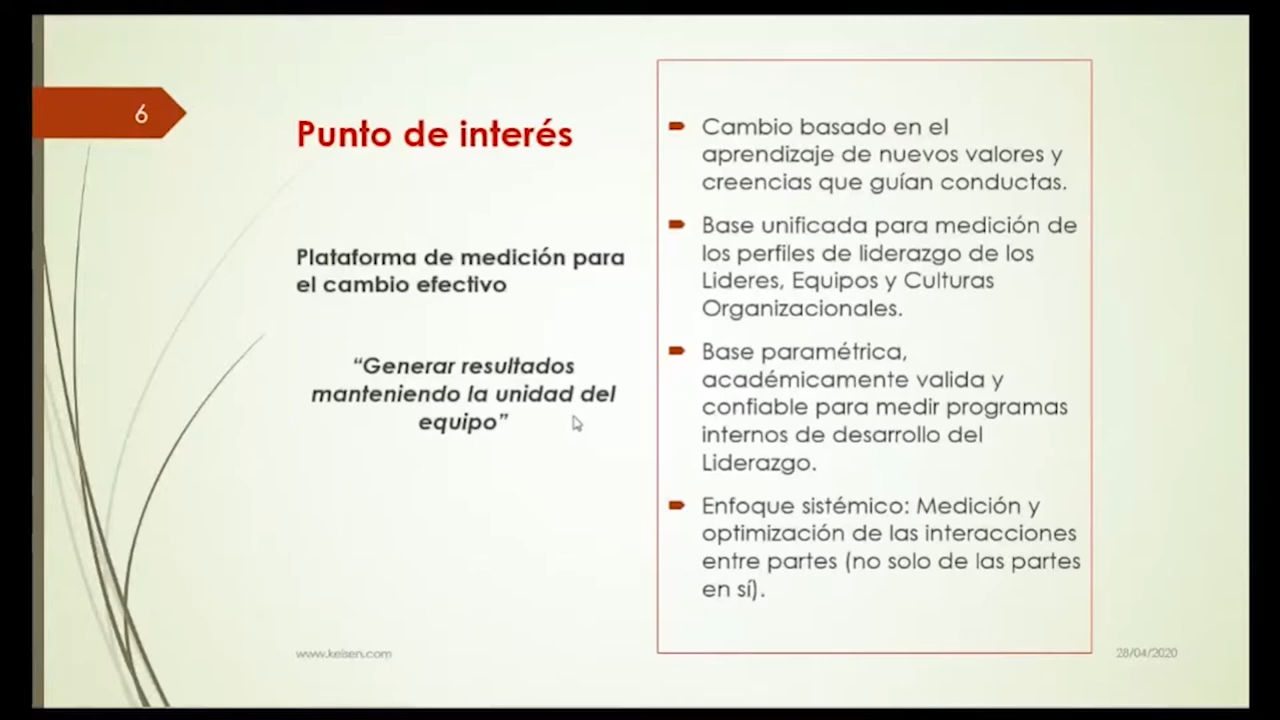 6
Punto de interés
Plataforma de medición para
el cambio efectivo
“Generar resultados
manteniendo la unidad del
equipo”
Cambio basado en el
aprendizaje de nuevos valores y
creencias que guían conductas.
Base unificada para medición de
los perfiles de liderazgo de los
Lideres, Equipos y Culturas
Organizacionales.
Base paramétrica,
académicamente valida y
confiable para medir programas
internos de desarrollo del
Liderazgo.
Enfoque sistémico: Medición y
optimización de las interacciones
entre partes (no solo de las partes
en sí).
www.kelsen.com
28/04/2020